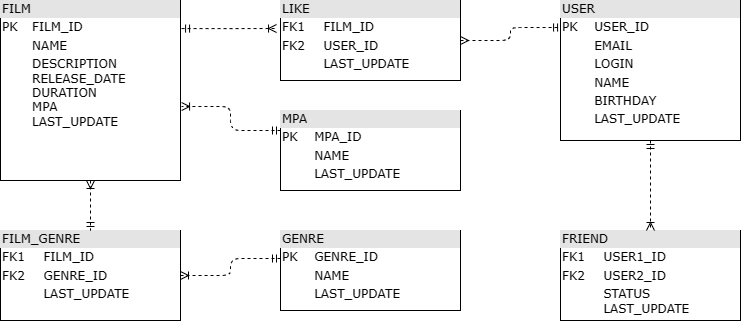 FILM
PK FILM_ID
NAME
DESCRIPTION
RELEASE_DATE
DURATION
MPA
LAST_UPDATE
LIKE
FK1 FILM_ID
FK2 USER_ID
LAST_UPDATE
USER
PK USER_ID
EMAIL
LOGIN
NAME
BIRTHDAY
LAST_UPDATE
MPA
PK MPA_ID
NAME
LAST_UPDATE
FILM_GENRE
FK1 FILM_ID
FK2 GENRE_ID
LAST_UPDATE
GENRE
PK GENRE_ID
NAME
LAST_UPDATE
FRIEND
FK1 USER1_ID
FK2 USER2_ID
STATUS
LAST_UPDATE